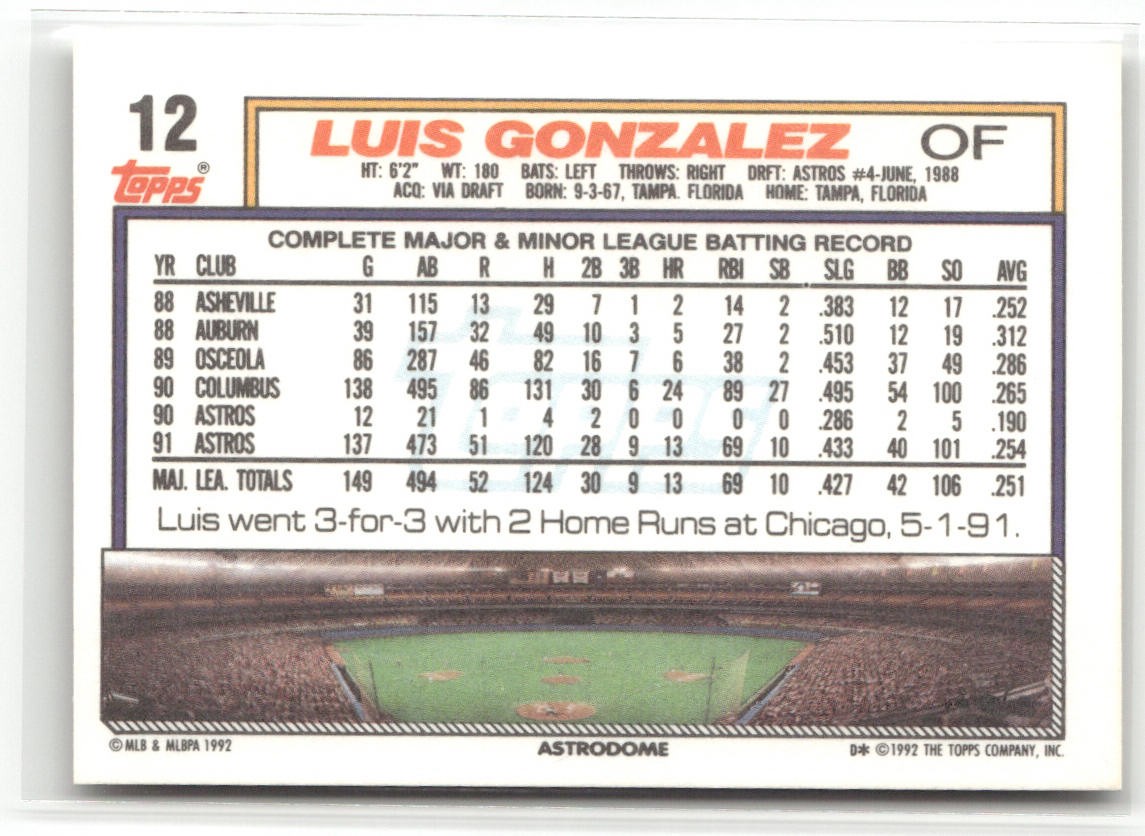 12
TOPPS®
LUIS GONZALEZ OF
HT: 6'2" WT: 180 BATS: LEFT THROWS: RIGHT DRFT: ASTROS #4-JUNE, 1988
ACQ: VIA DRAFT BORN: 9-3-67, TAMPA. FLORIDA HOME: TAMPA, FLORIDA
COMPLETE MAJOR & MINOR LEAGUE BATTING RECORD
YR CLUB G AB R H 2B 3B HR RBI SB SLG BB SO AVG
88 ASHEVILLE 31 115 13 29 7 1 2 14 2 .383 12 17 .252
88 AUBURN 39 157 32 49 10 3 5 27 2 .510 12 19 .312
89 OSCEOLA 86 287 46 82 16 7 6 38 2 .453 37 49 .286
90 COLUMBUS 138 495 86 131 30 6 24 89 27 .495 54 100 .265
90 ASTROS 12 21 1 4 2 0 0 0 0 .286 2 5 .190
91 ASTROS 137 473 51 120 28 9 13 69 10 .433 40 101 .254
MAJ. LEA. TOTALS 149 494 52 124 30 9 13 69 10 .427 42 106 .251
Topps
Luis went 3-for-3 with 2 Home Runs at Chicago, 5-1-91.
© MLB & MLBPA 1992 ASTRODOME D* ©1992 THE TOPPS COMPANY, INC.